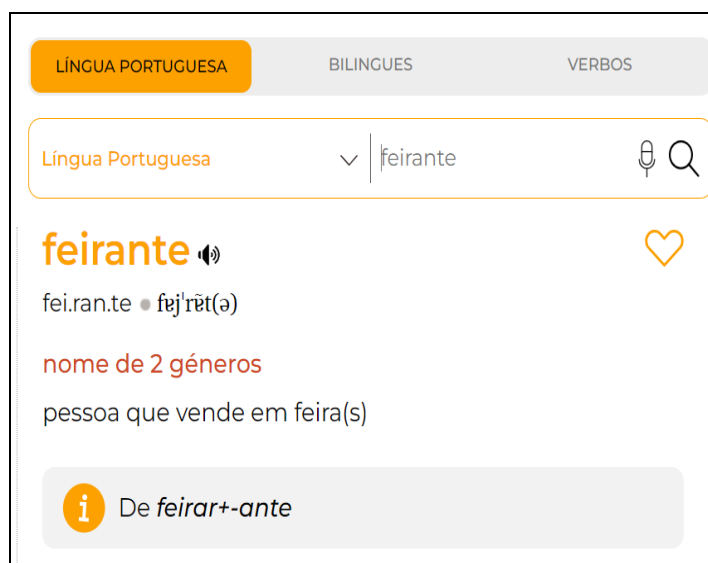 LÍNGUA PORTUGUESA BILINGUES VERBOS
Língua Portuguesa feirante
feirante
fei.ran.te ● fɐjˈrɐ̃t(ə)
nome de 2 géneros
pessoa que vende em feira(s)
i De feirar+-ante